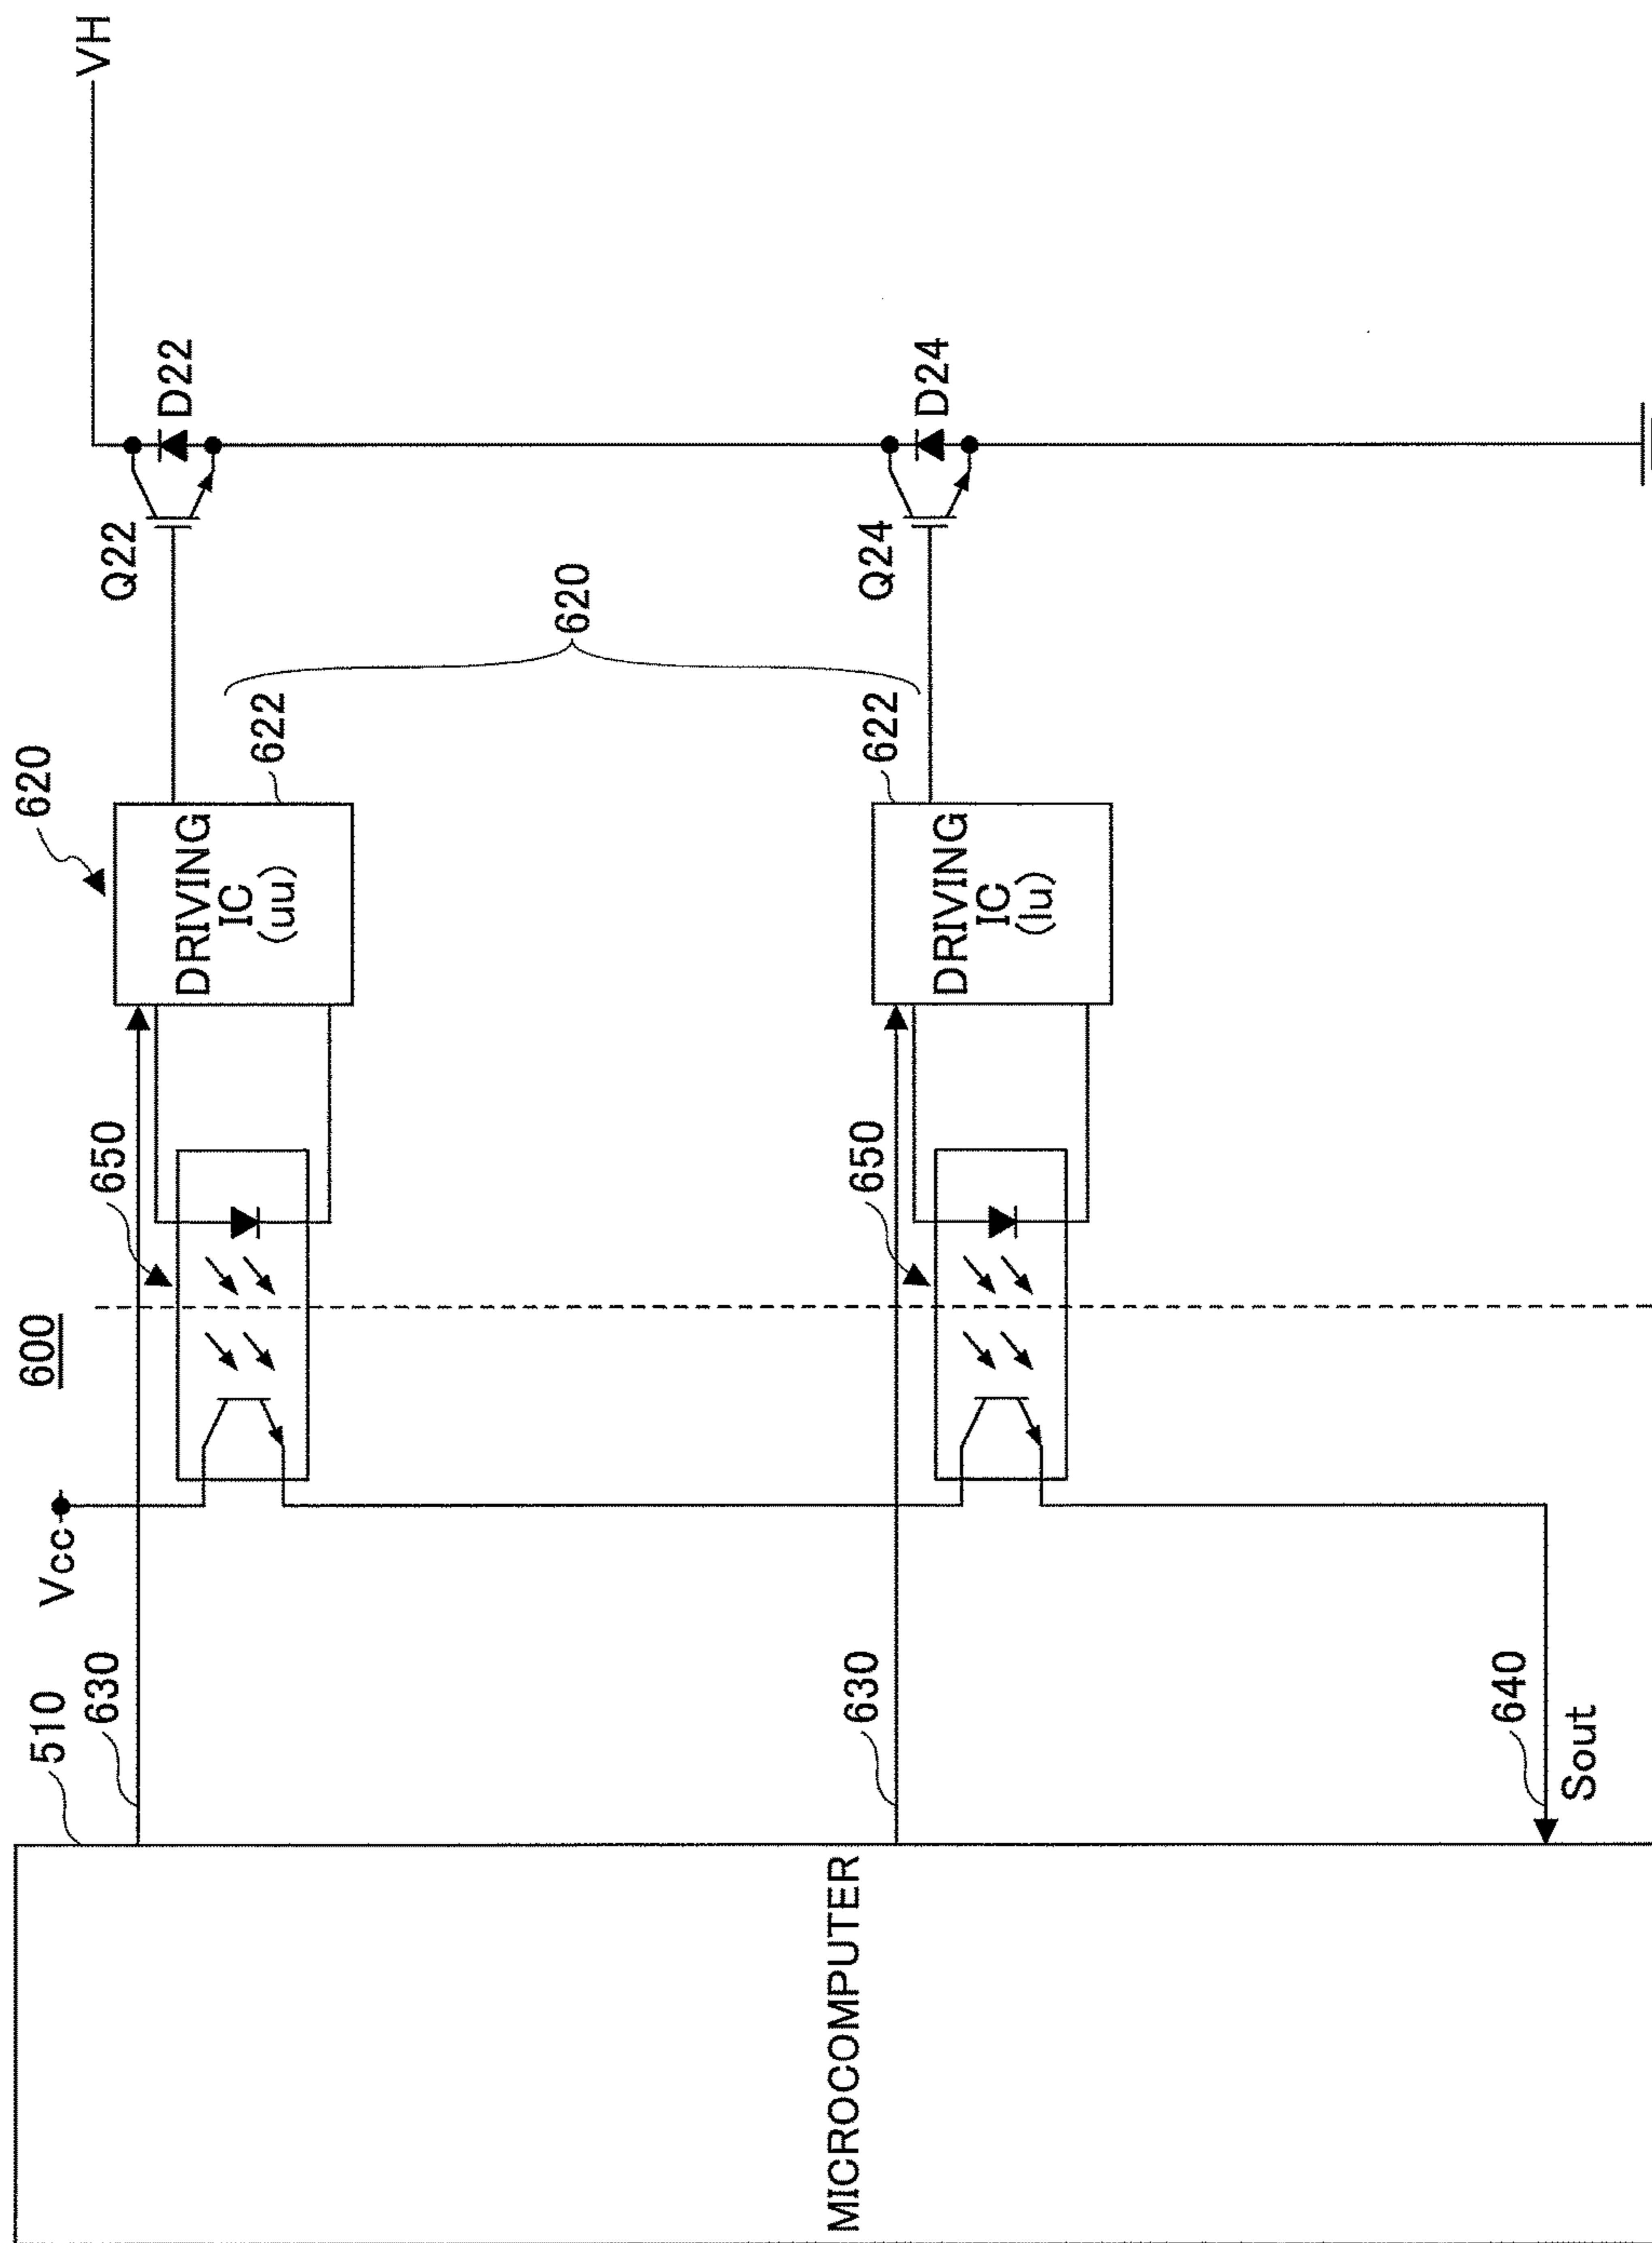 600
620
510
Vcc
VH
630
650
Q22
D22
DRIVING
IC
(uu)
622
620
MICROCOMPUTER
630
650
622
Q24
D24
DRIVING
IC
(lu)
640
Sout